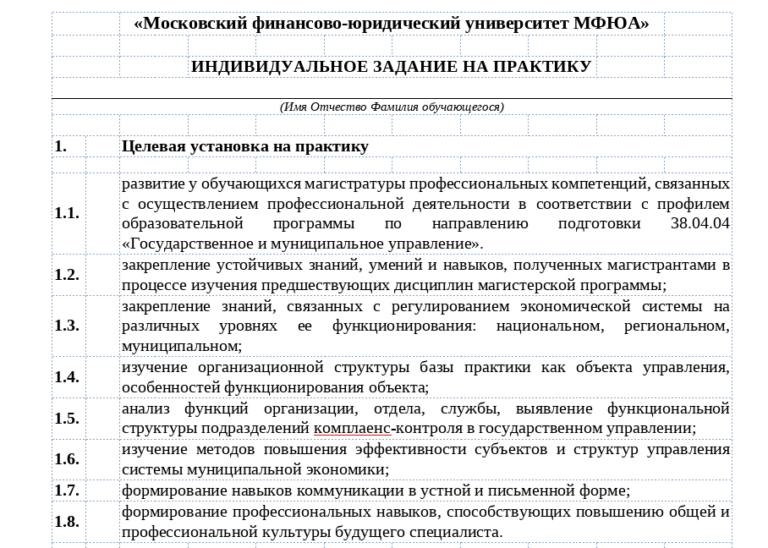 «Московский финансово-юридический университет МФЮА»
ИНДИВИДУАЛЬНОЕ ЗАДАНИЕ НА ПРАКТИКУ
(Имя Отчество Фамилия обучающегося)
1. Целевая установка на практику
1.1. развитие у обучающихся магистратуры профессиональных компетенций, связанных
с осуществлением профессиональной деятельности в соответствии с профилем
образовательной программы по направлению подготовки 38.04.04
«Государственное и муниципальное управление».
1.2. закрепление устойчивых знаний, умений и навыков, полученных магистрантами в
процессе изучения предшествующих дисциплин магистерской программы;
1.3. закрепление знаний, связанных с регулированием экономической системы на
различных уровнях ее функционирования: национальном, региональном,
муниципальном;
1.4. изучение организационной структуры базы практики как объекта управления,
особенностей функционирования объекта;
1.5. анализ функций организации, отдела, службы, выявление функциональной
структуры подразделений комплаенс-контроля в государственном управлении;
1.6. изучение методов повышения эффективности субъектов и структур управления
системы муниципальной экономики;
1.7. формирование навыков коммуникации в устной и письменной форме;
1.8. формирование профессиональных навыков, способствующих повышению общей и
профессиональной культуры будущего специалиста.